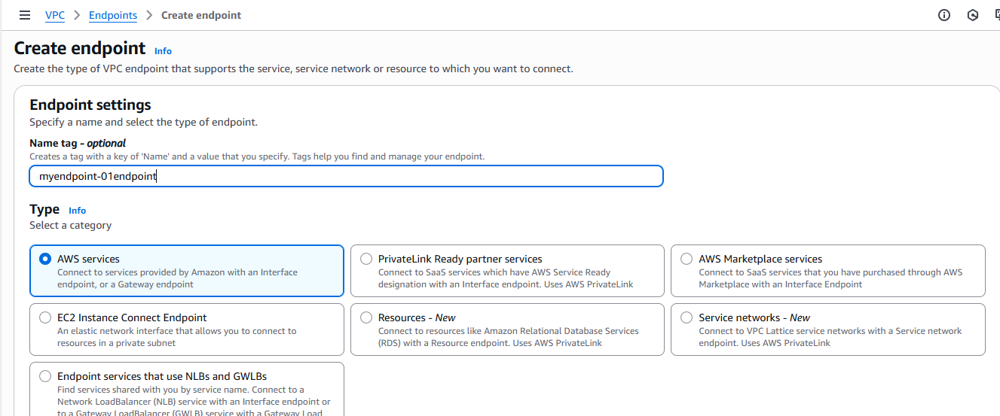 VPC > Endpoints > Create endpoint
Create endpoint Info
Create the type of VPC endpoint that supports the service, service network or resource to which you want to connect.
Endpoint settings
Specify a name and select the type of endpoint.
Name tag - optional
Creates a tag with a key of 'Name' and a value that you specify. Tags help you find and manage your endpoint.
myendpoint-01endpoint
Type Info
Select a category
AWS services
Connect to services provided by Amazon with an Interface
endpoint, or a Gateway endpoint
PrivateLink Ready partner services
Connect to SaaS services which have AWS Service Ready
designation with an Interface endpoint. Uses AWS PrivateLink
AWS Marketplace services
Connect to SaaS services that you have purchased through AWS
Marketplace with an Interface Endpoint
EC2 Instance Connect Endpoint
An elastic network interface that allows you to connect to
resources in a private subnet
Resources - New
Connect to resources like Amazon Relational Database Services
(RDS) with a Resource endpoint. Uses AWS PrivateLink
Service networks - New
Connect to VPC Lattice service networks with a Service network
endpoint. Uses AWS PrivateLink
Endpoint services that use NLBs and GWLBs
Find services shared with you by service name. Connect to a
Network LoadBalancer (NLB) service with an Interface endpoint or
to a Gateway LoadBalancer (GWLB) service with a Gateway Load